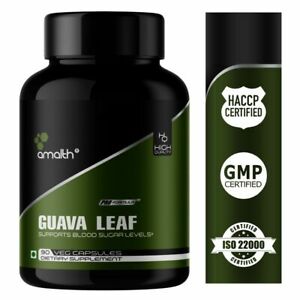 amalth
HIGH
QUALITY
GUAVA LEAF
SUPPORTS BLOOD SUGAR LEVELS*
90 VEG CAPSULES
DIETARY SUPPLEMENT
HACCP
CERTIFIED
GMP
CERTIFIED
CERTIFIED
ISO 22000
CERTIFIED